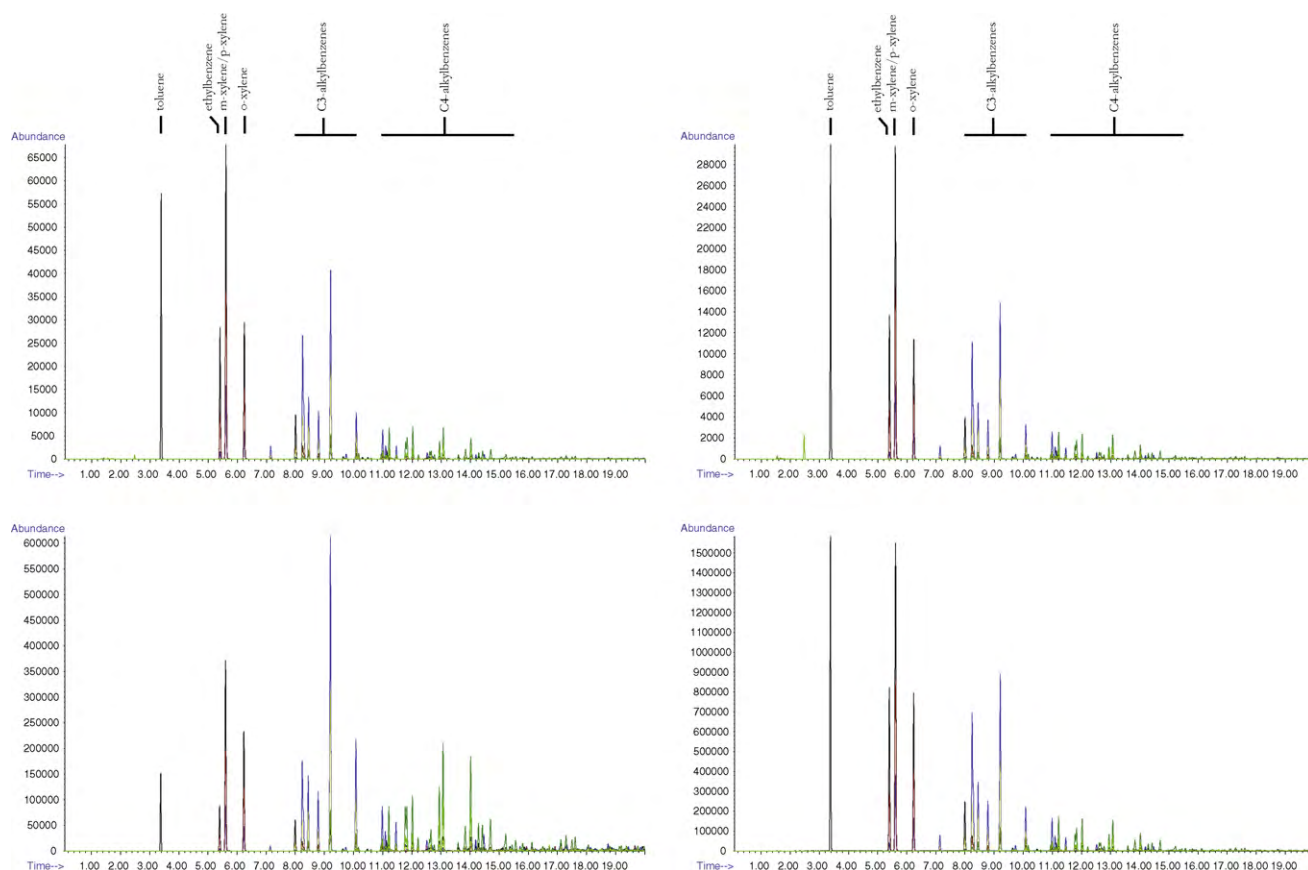 toluene
ethylbenzene
m-xylene/p-xylene
o-xylene
C3-alkylbenzenes
C4-alkylbenzenes
toluene
ethylbenzene
m-xylene/p-xylene
o-xylene
C3-alkylbenzenes
C4-alkylbenzenes
Abundance
65000
60000
55000
50000
45000
40000
35000
30000
25000
20000
15000
10000
5000
0
Time-->
1.00 2.00 3.00 4.00 5.00 6.00 7.00 8.00 9.00 10.00 11.00 12.00 13.00 14.00 15.00 16.00 17.00 18.00 19.00
Abundance
28000
26000
24000
22000
20000
18000
16000
14000
12000
10000
8000
6000
4000
2000
0
Time-->
1.00 2.00 3.00 4.00 5.00 6.00 7.00 8.00 9.00 10.00 11.00 12.00 13.00 14.00 15.00 16.00 17.00 18.00 19.00
Abundance
600000
550000
500000
450000
400000
350000
300000
250000
200000
150000
100000
50000
0
Time-->
1.00 2.00 3.00 4.00 5.00 6.00 7.00 8.00 9.00 10.00 11.00 12.00 13.00 14.00 15.00 16.00 17.00 18.00 19.00
Abundance
1500000
1400000
1300000
1200000
1100000
1000000
900000
800000
700000
600000
500000
400000
300000
200000
100000
0
Time-->
1.00 2.00 3.00 4.00 5.00 6.00 7.00 8.00 9.00 10.00 11.00 12.00 13.00 14.00 15.00 16.00 17.00 18.00 19.00